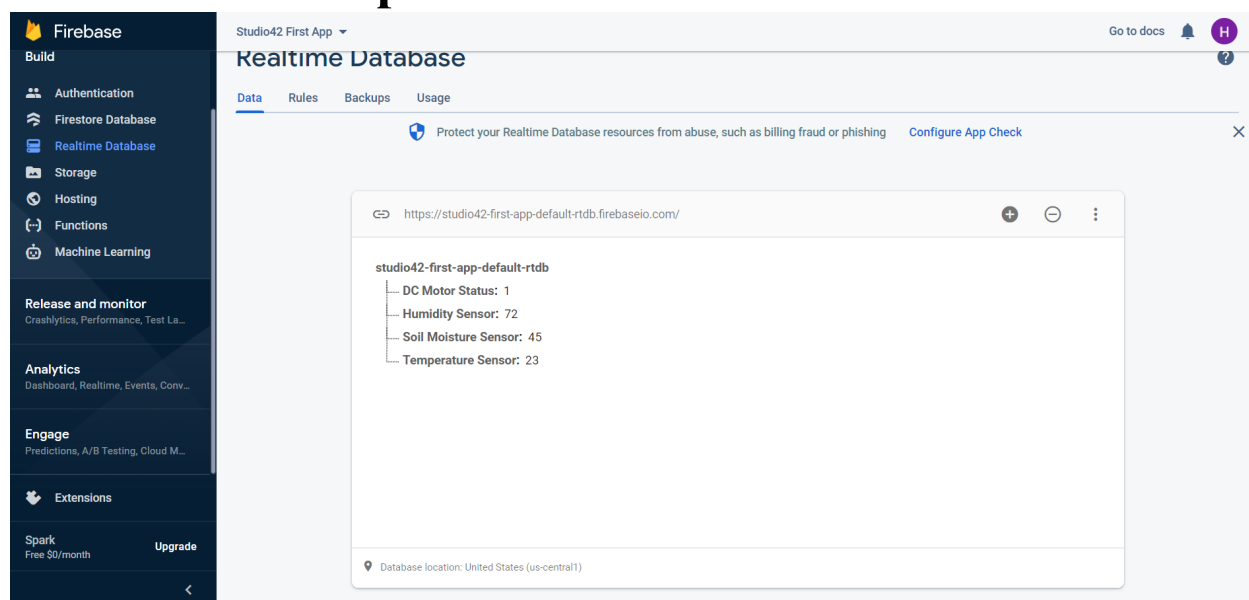 Firebase
Studio42 First App
Go to docs
H
Build
Realtime Database
?
Authentication
Firestore Database
Realtime Database
Storage
Hosting
Functions
Machine Learning
Data Rules Backups Usage
Protect your Realtime Database resources from abuse, such as billing fraud or phishing Configure App Check
https://studio42-first-app-default-rtdb.firebaseio.com/
studio42-first-app-default-rtdb
DC Motor Status: 1
Humidity Sensor: 72
Soil Moisture Sensor: 45
Temperature Sensor: 23
Release and monitor
Crashlytics, Performance, Test La...
Analytics
Dashboard, Realtime, Events, Conv...
Engage
Predictions, A/B Testing, Cloud M...
Extensions
Spark
Free $0/month
Upgrade
Database location: United States (us-central1)